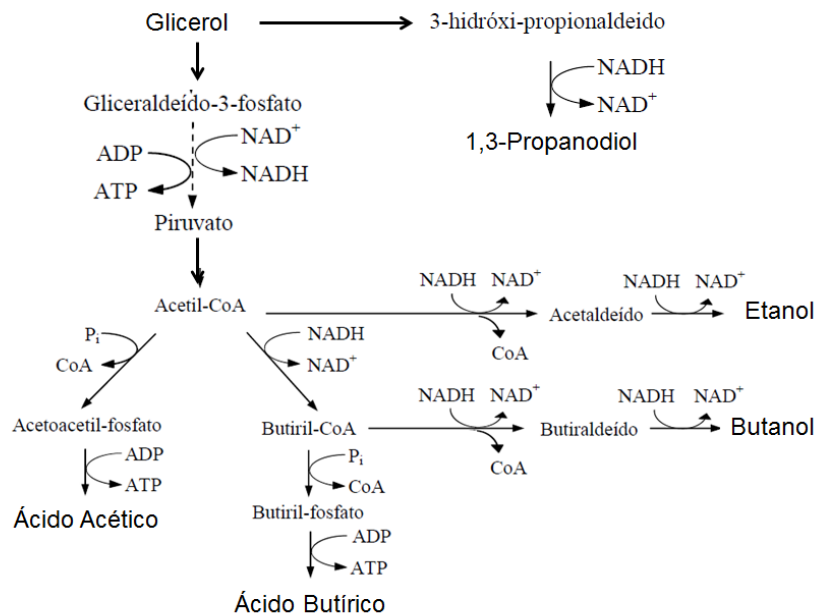 Glicerol
3-hidróxi-propionaldeido
NADH
NAD+
1,3-Propanodiol
Gliceraldeído-3-fosfato
ADP
ATP
NAD+
NADH
Piruvato
Acetil-CoA
NADH NAD+
CoA
Acetaldeído
NADH NAD+
Etanol
Pi
CoA
NADH
NAD+
Acetoacetil-fosfato
ADP
ATP
Ácido Acético
Butiril-CoA
NADH NAD+
CoA
Butiraldeído
NADH NAD+
Butanol
Pi
CoA
Butiril-fosfato
ADP
ATP
Ácido Butírico